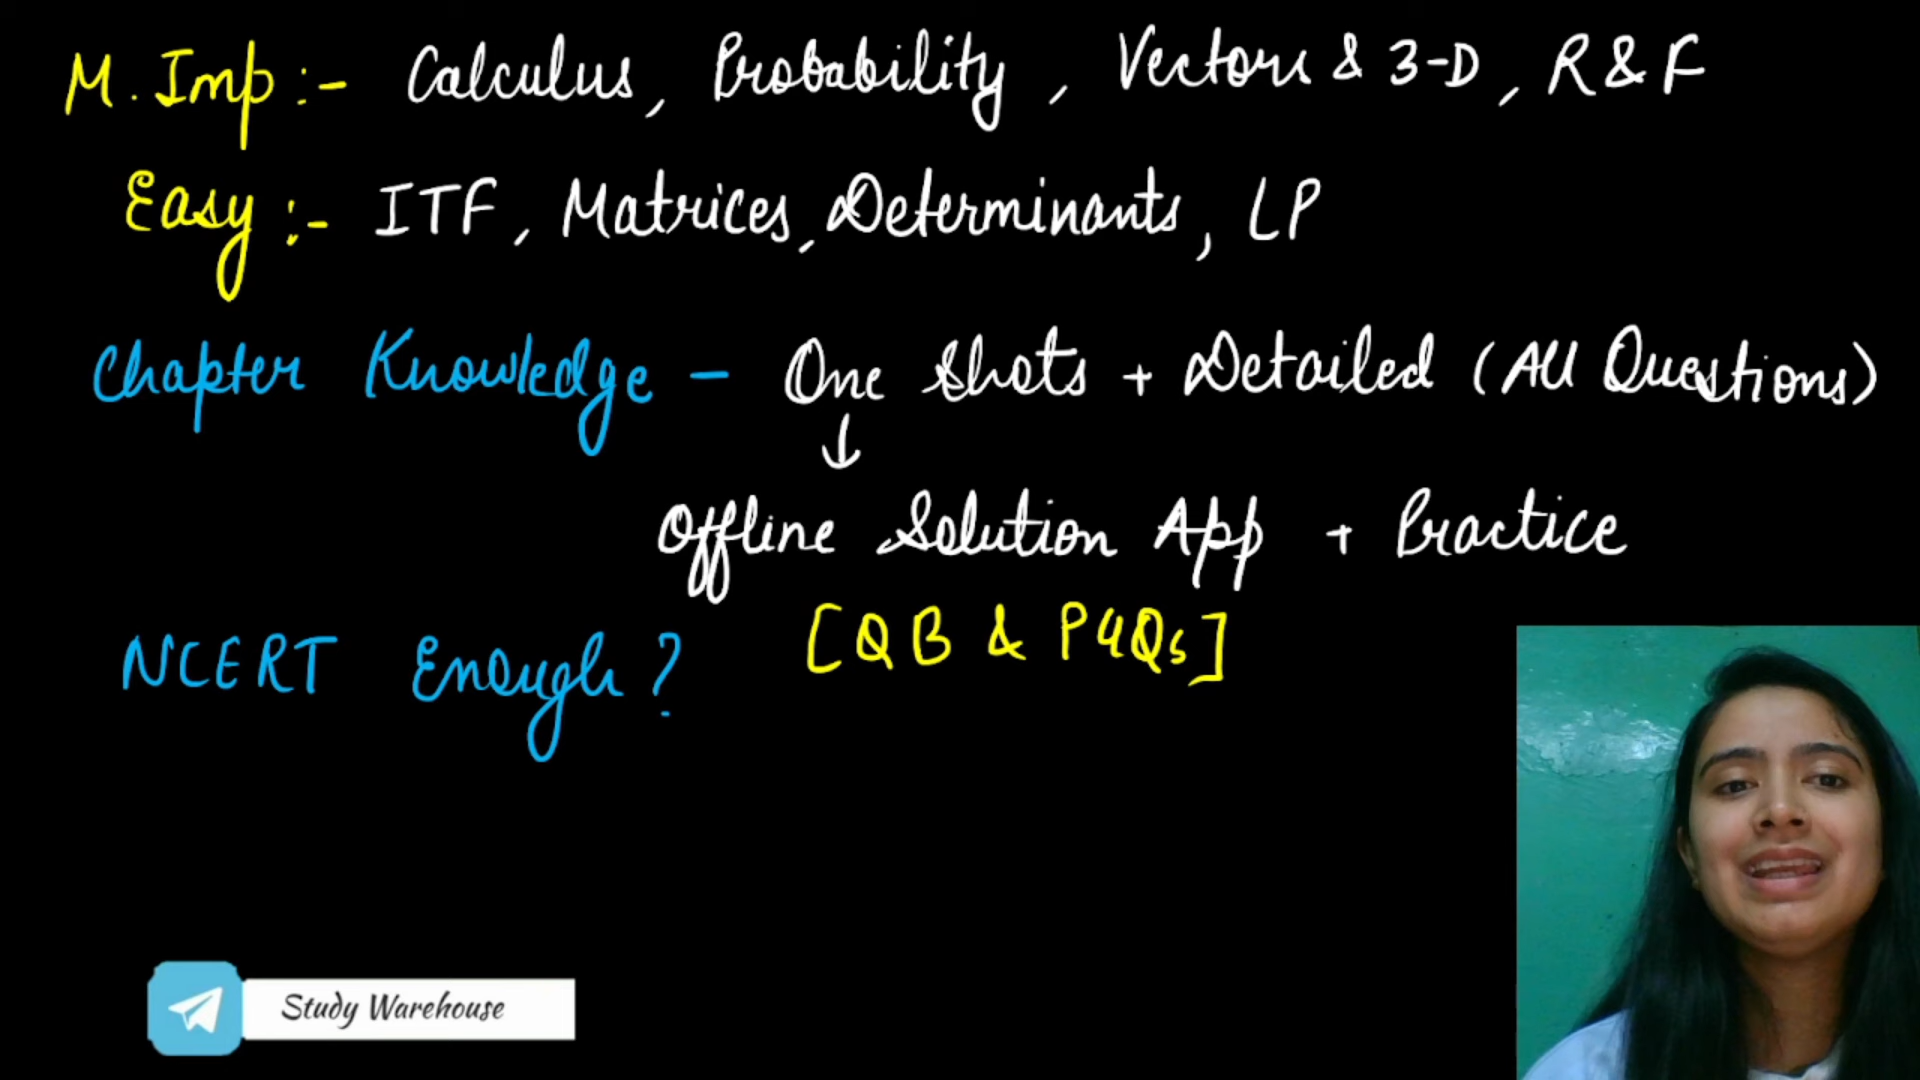 M. Imp :- Calculus, Probability, Vectors & 3-D, R & F
Easy :- ITF, Matrices, Determinants, LP
Chapter Knowledge - One Shots + Detailed (All Questions)
↓
Offline Solution App + Practice
[QB & PYQs]
NCERT Enough?
Study Warehouse